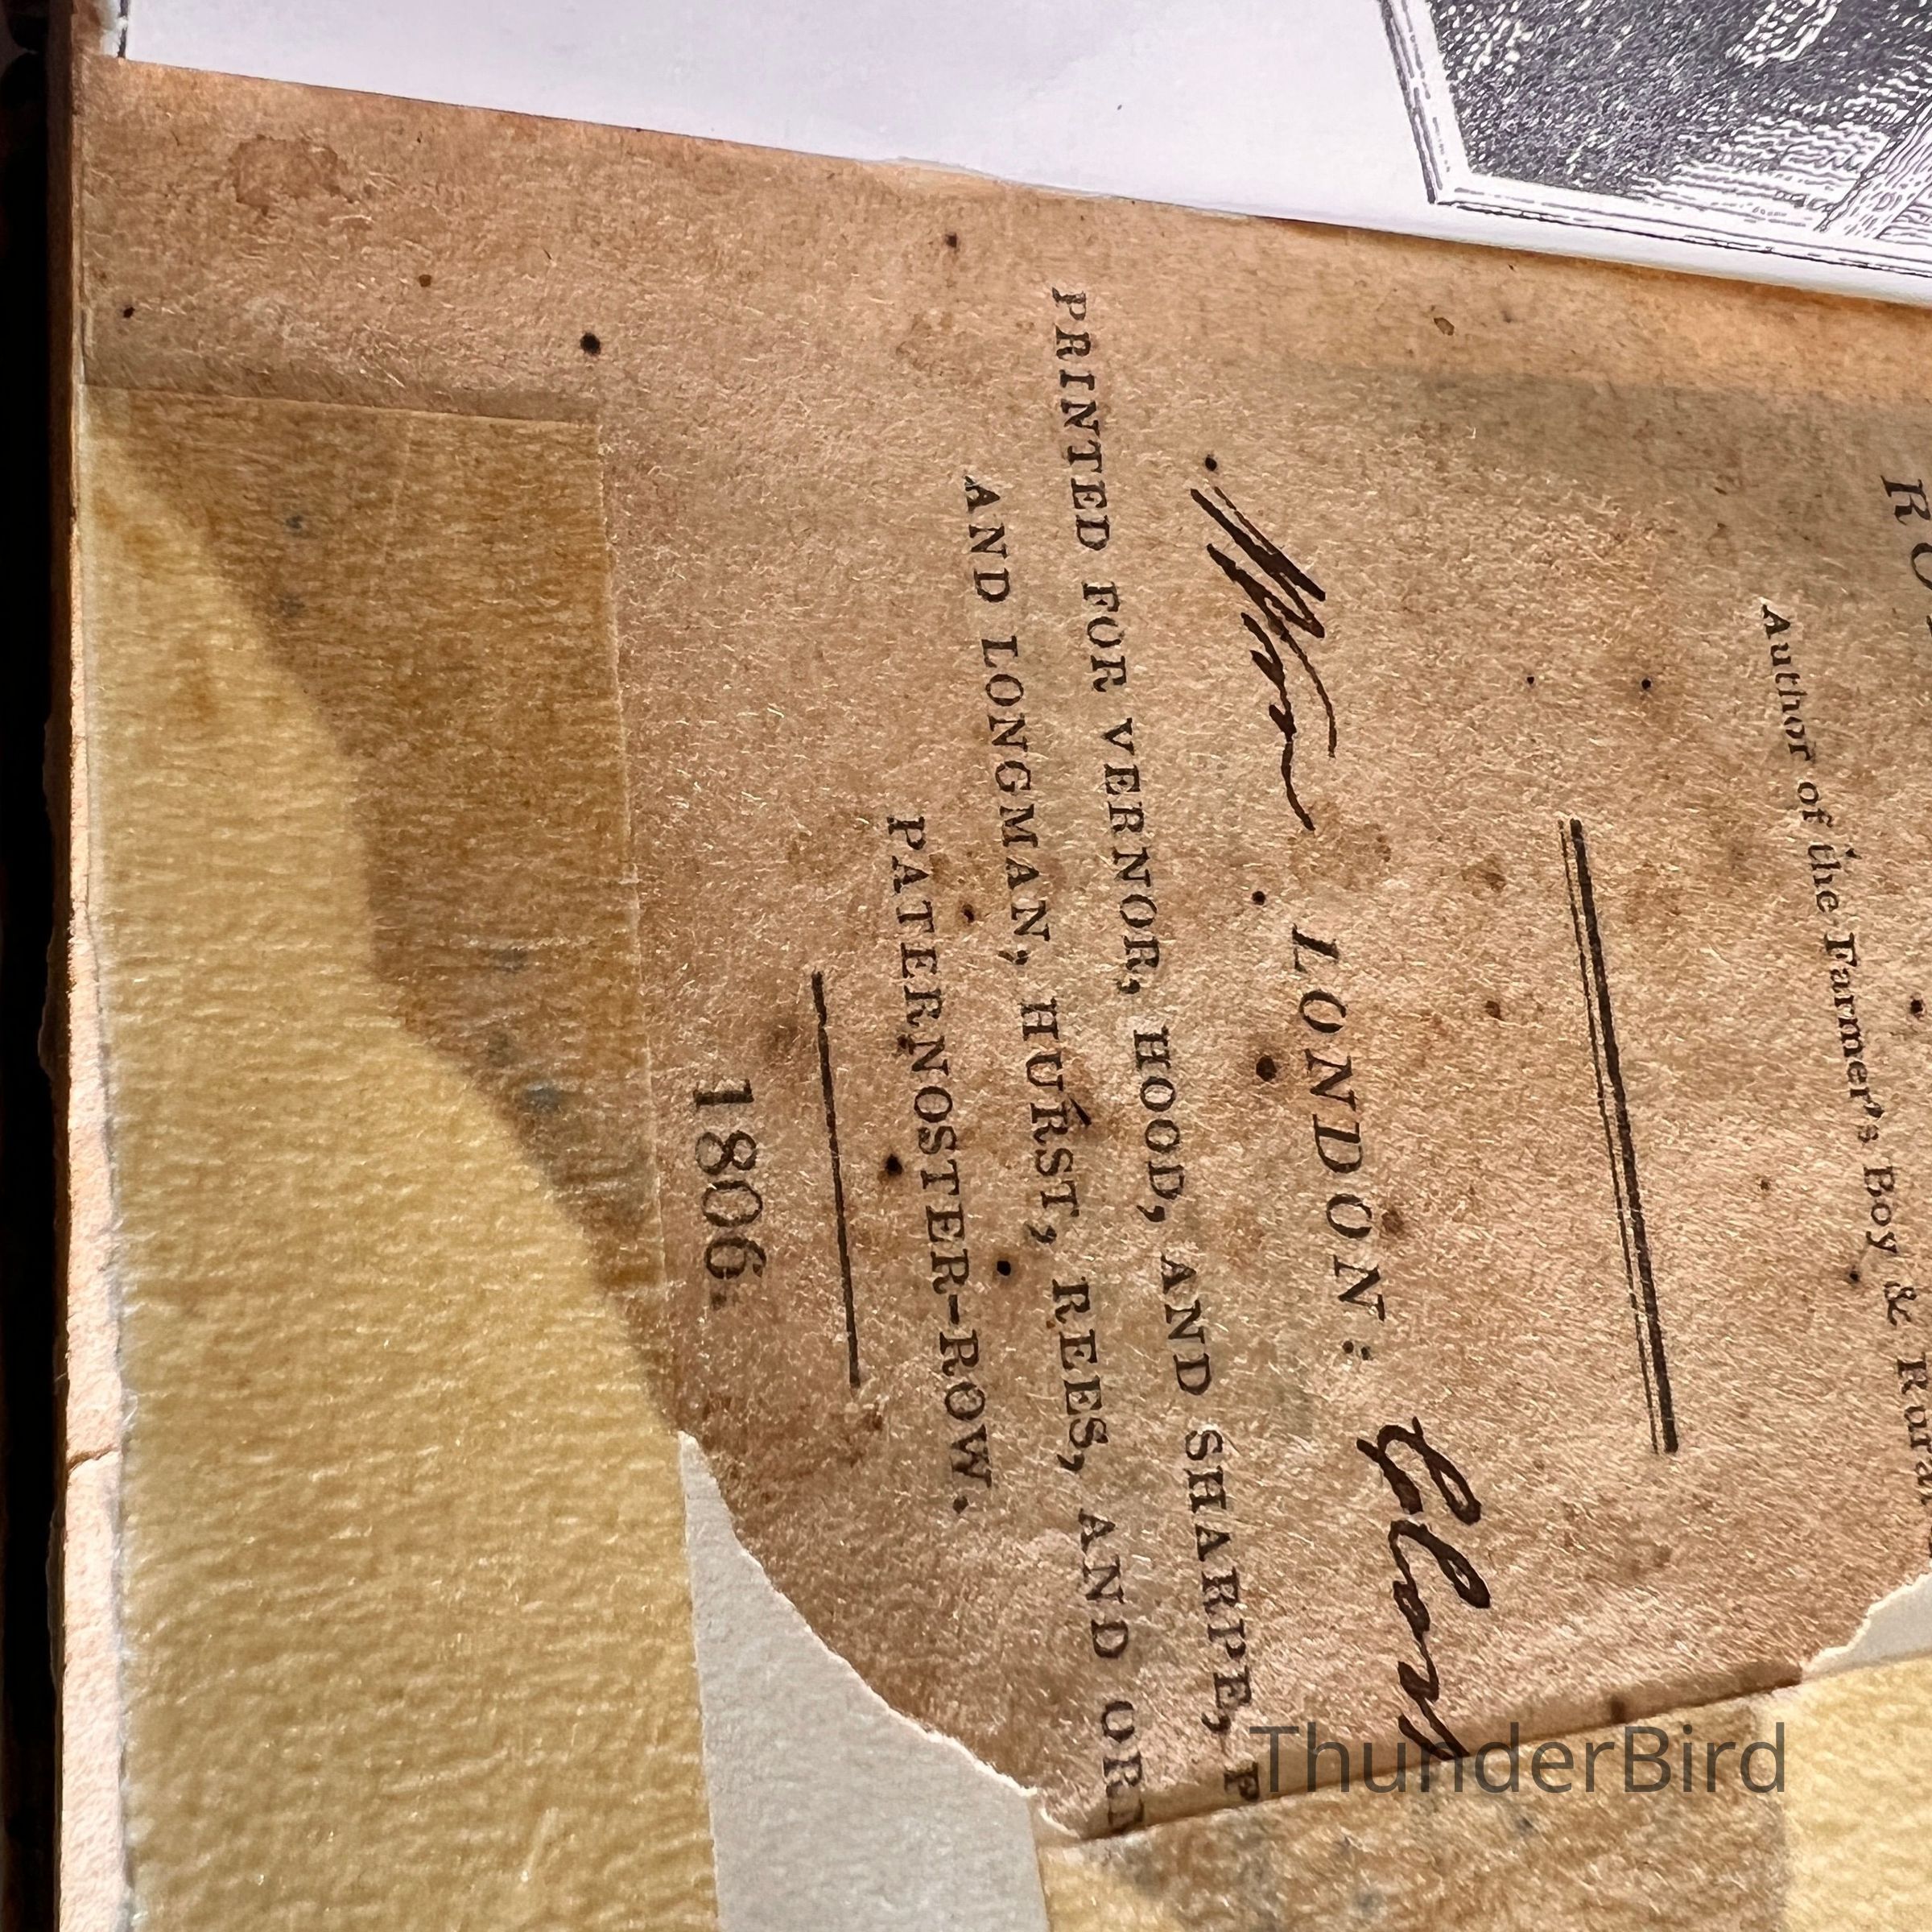 RO
Author of the Farmer's Boy & Rura
LONDON:
PRINTED FOR VERNOR, HOOD, AND SHARPE,
AND LONGMAN, HURST, REES, AND OR
PATERNOSTER-ROW.
1806.
ThunderBird